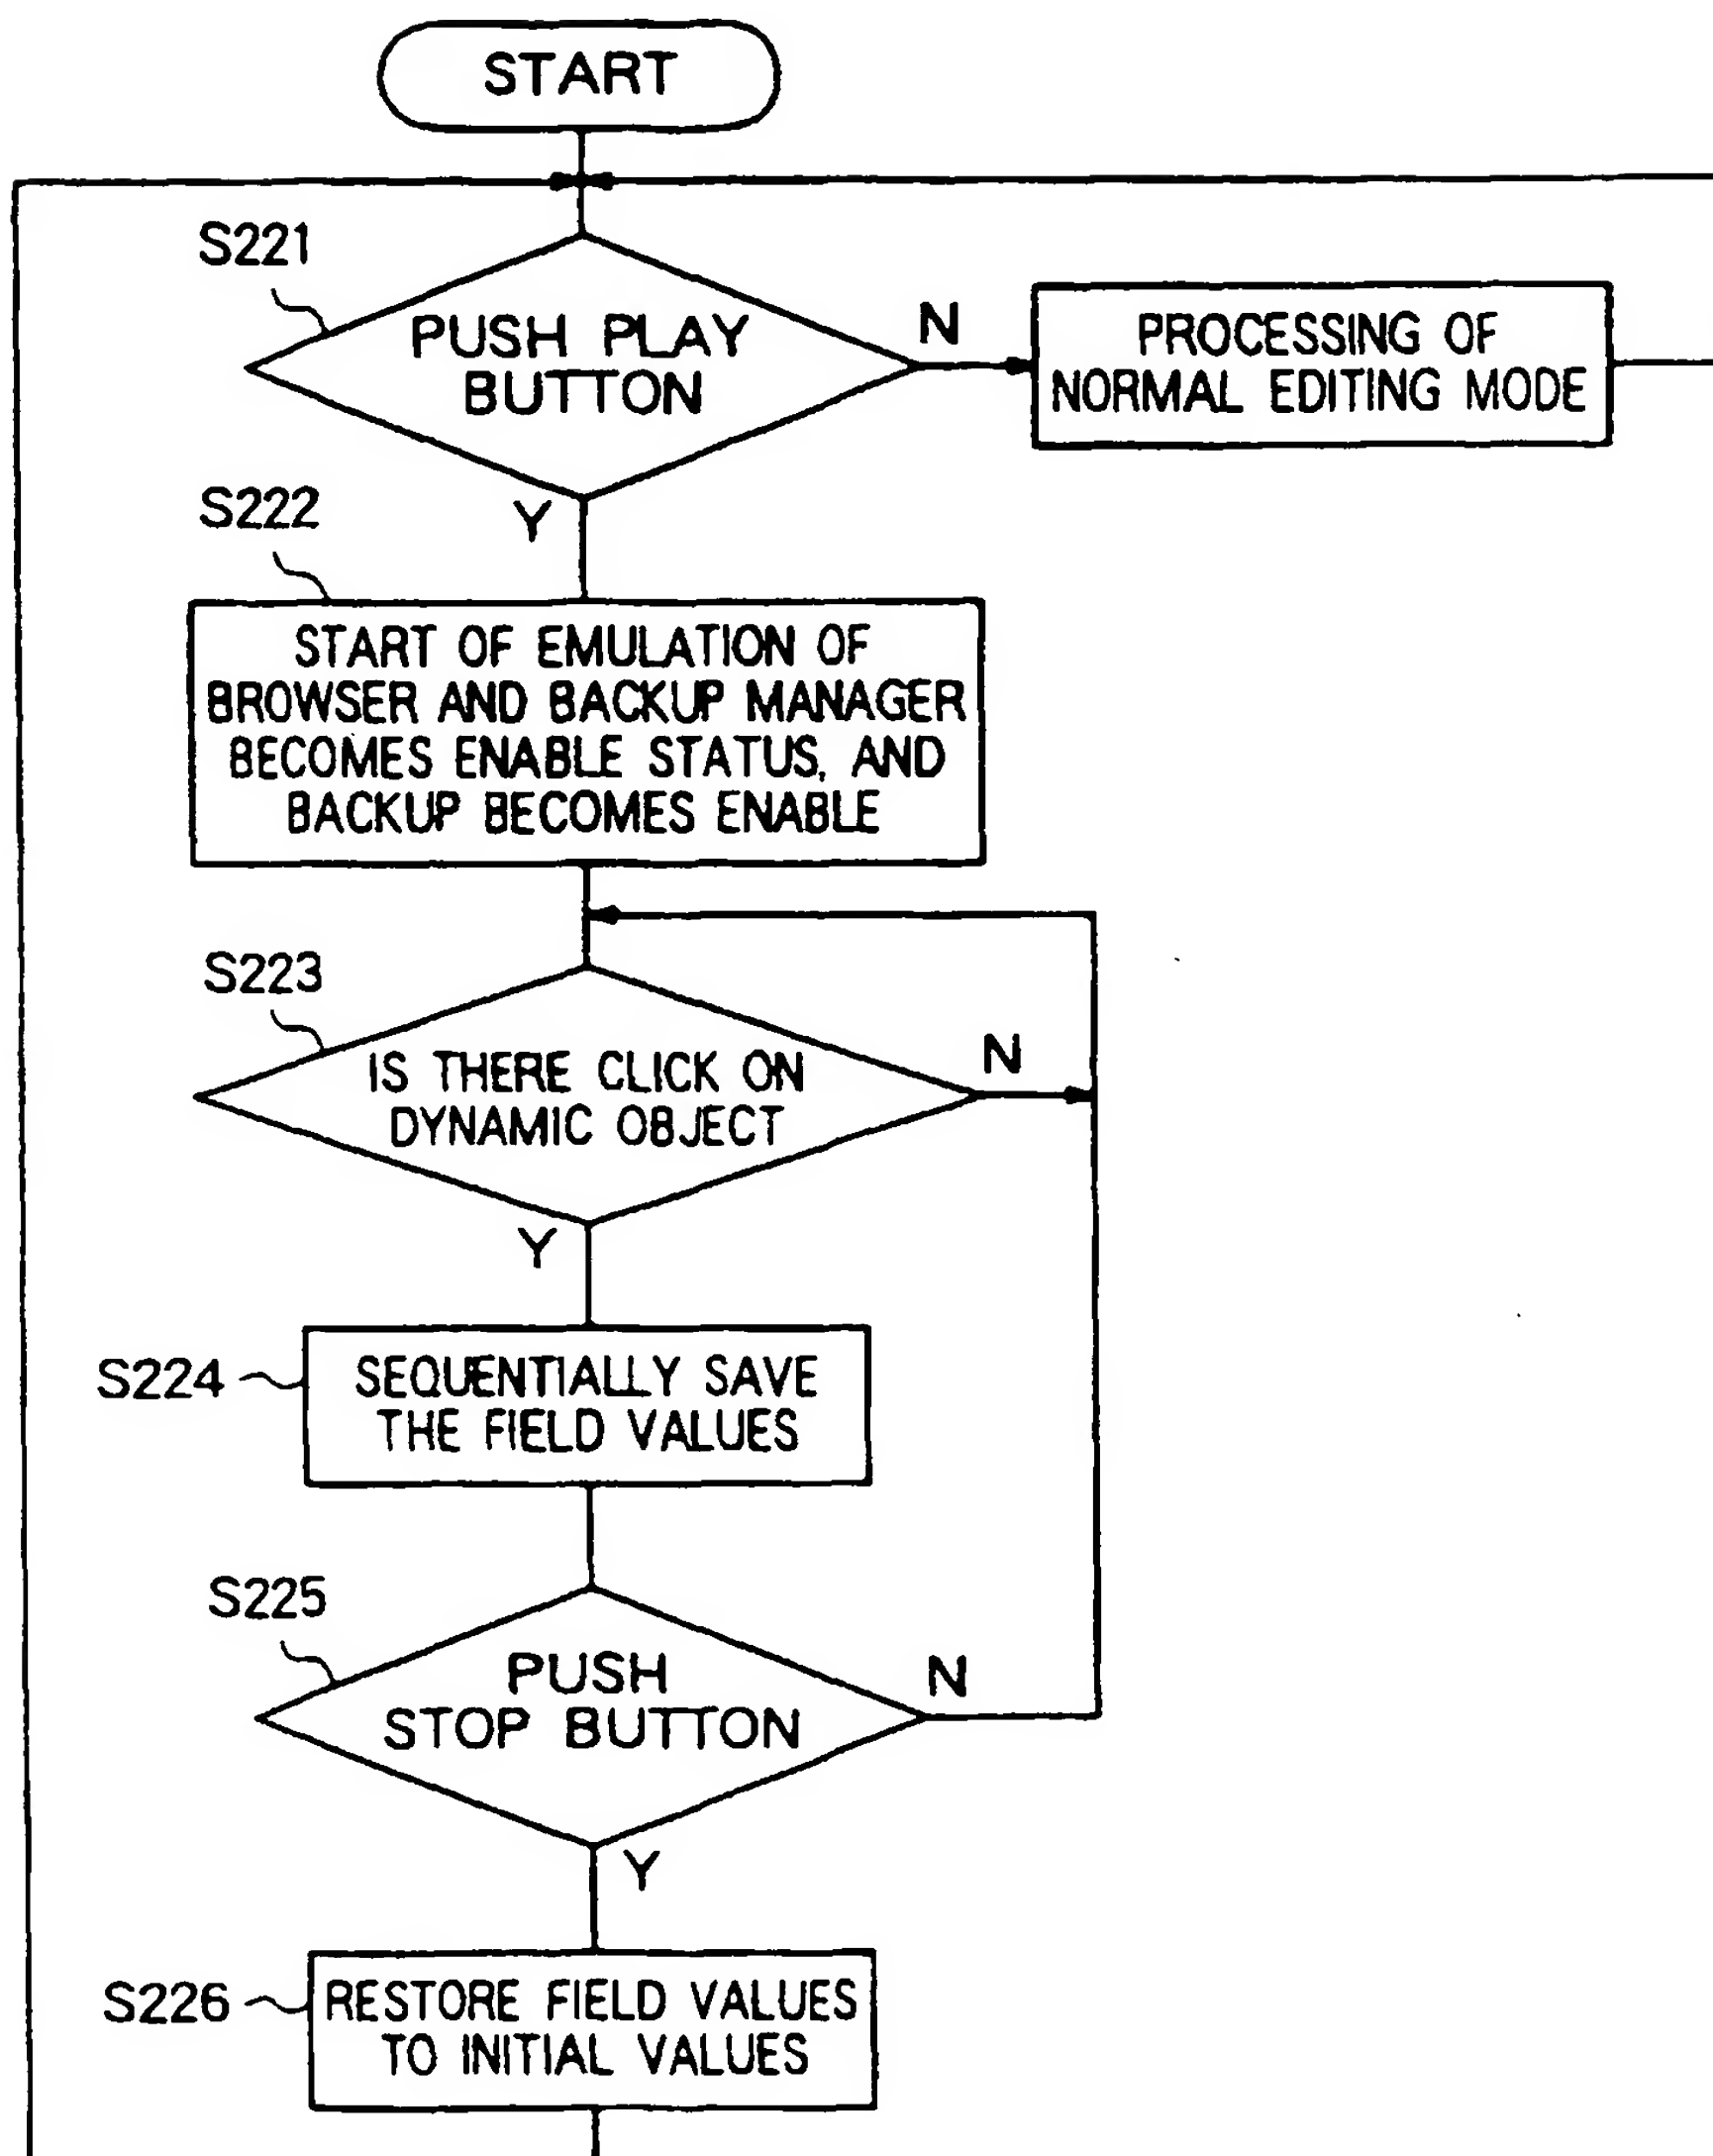 START
S221
PUSH PLAY
BUTTON
N
PROCESSING OF
NORMAL EDITING MODE
Y
S222
START OF EMULATION OF
BROWSER AND BACKUP MANAGER
BECOMES ENABLE STATUS, AND
BACKUP BECOMES ENABLE
S223
IS THERE CLICK ON
DYNAMIC OBJECT
N
Y
S224
SEQUENTIALLY SAVE
THE FIELD VALUES
S225
PUSH
STOP BUTTON
N
Y
S226
RESTORE FIELD VALUES
TO INITIAL VALUES